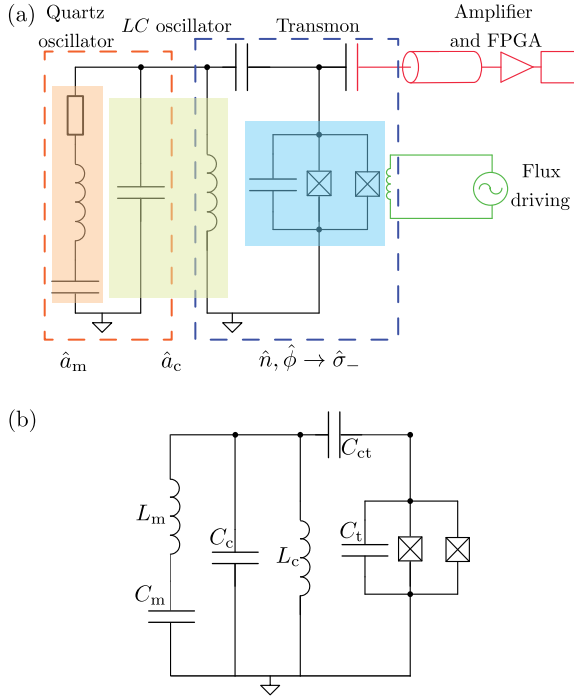 (a)
Quartz
oscillator
LC oscillator
Transmon
Amplifier
and FPGA
Flux
driving
â_m
â_c
n̂, ϕ̂ → σ̂_−
(b)
C_ct
L_m
C_c
L_c
C_t
C_m